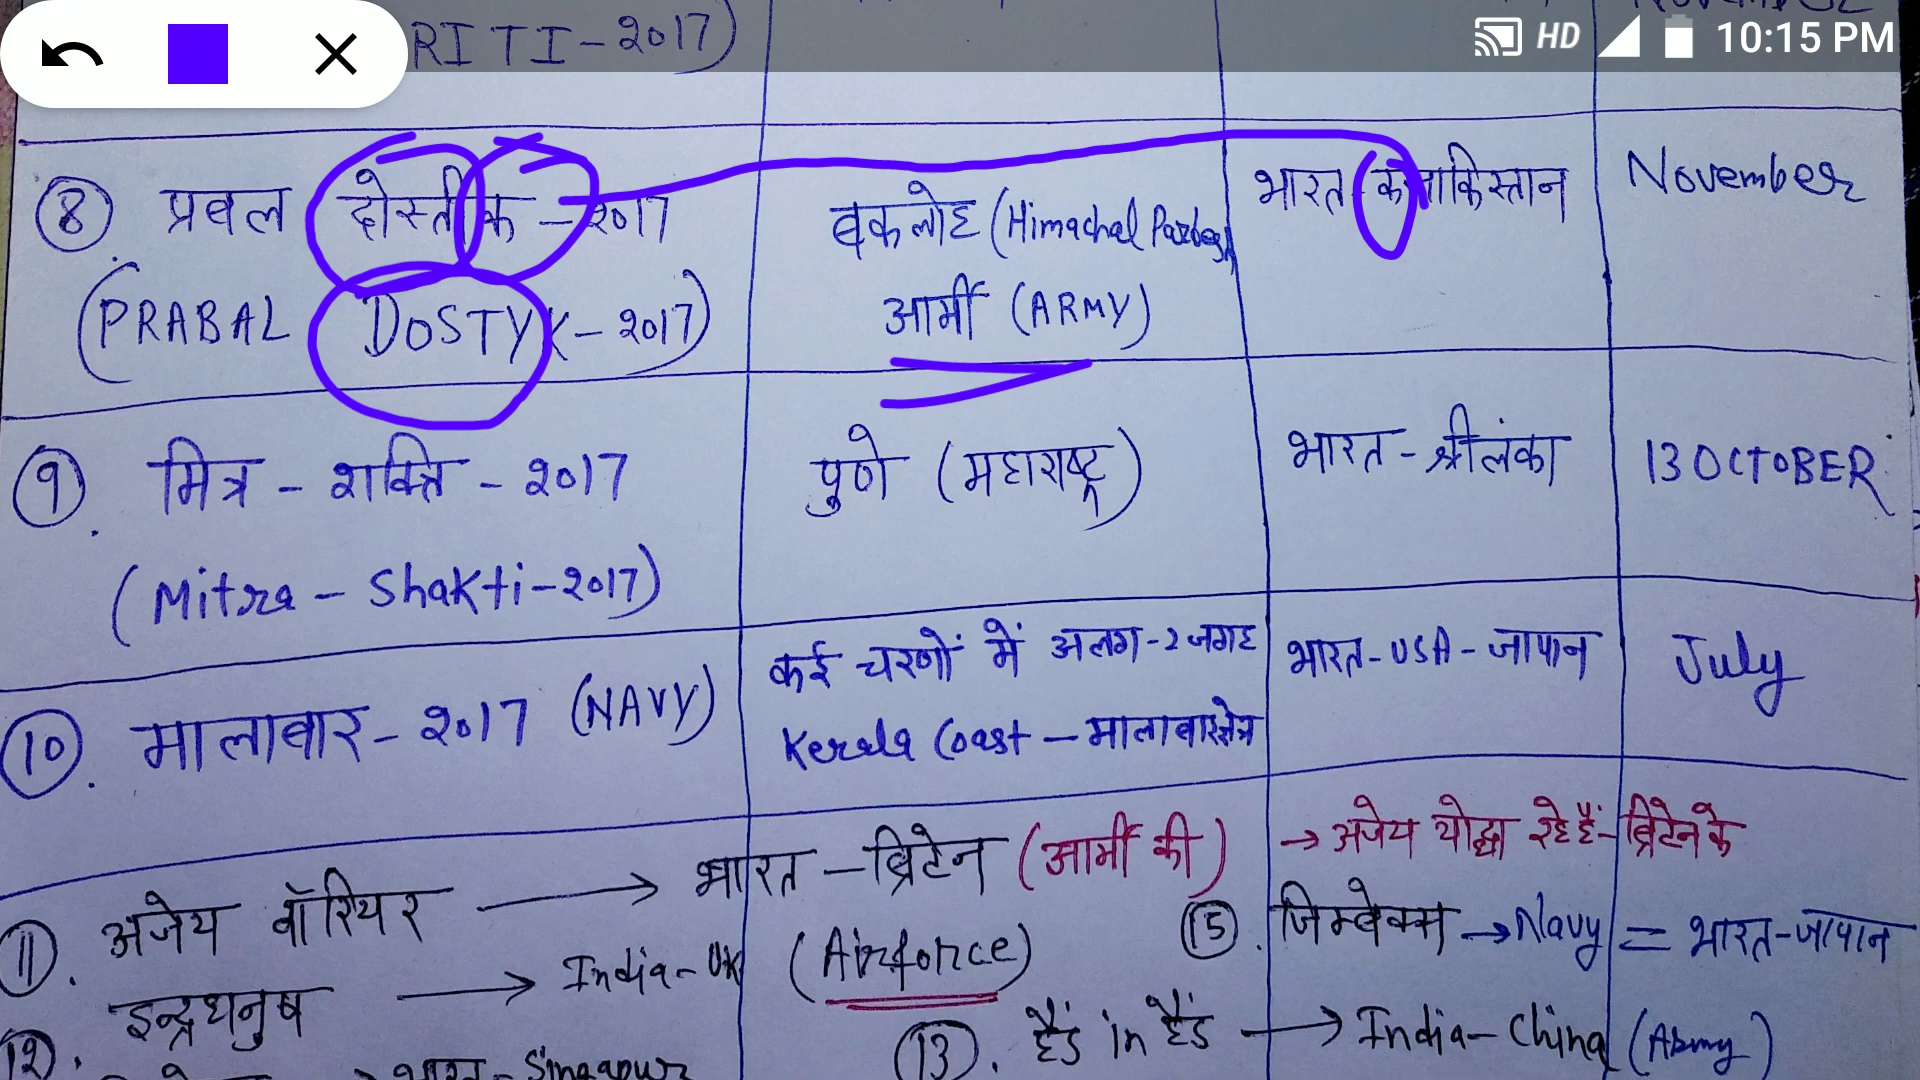 HD 10:15 PM
RITI-2017)
8 प्रबल दोस्तीक - 2017
(PRABAL DOSTYK-2017)
बकलोह (Himachal Pardesh)
आर्मी (ARMY)
भारत-कजाकिस्तान
November
9. मित्र - शक्ति - 2017
(Mitra - Shakti-2017)
पुणे (महाराष्ट्र)
भारत-श्रीलंका
13 OCTOBER
10. मालाबार - 2017 (NAVY)
कई चरणों में अलग-2 जगह
Kerala Coast - मालाबार क्षेत्र
भारत-USA-जापान
July
11. अजेय वॉरियर → भारत - ब्रिटेन (आर्मी की)
→ अजेय योद्धा रहे हैं-ब्रिटेन के
इन्द्रधनुष → India-UK (Airforce)
15. जिम्बेक्स → Navy = भारत-जापान
12. → भारत-Singapur
13. हैंड in हैंड → India-China (Army)